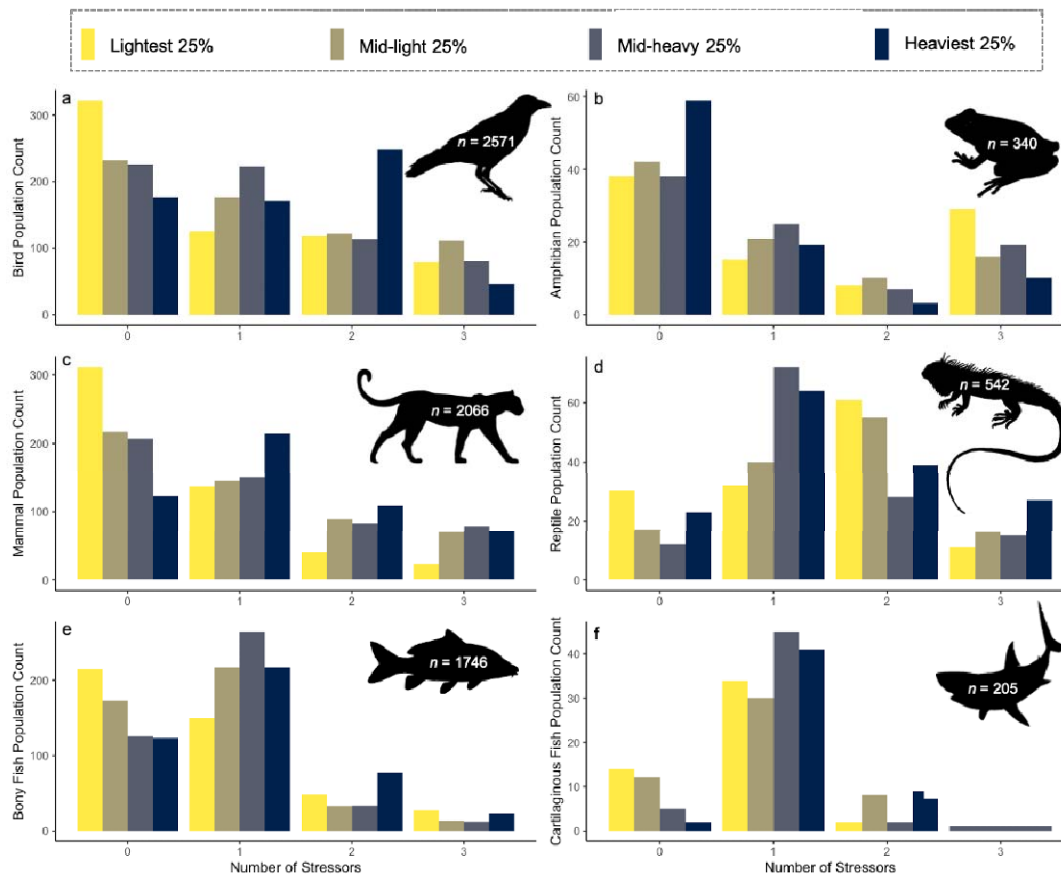 Lightest 25% Mid-light 25% Mid-heavy 25% Heaviest 25%
a
n = 2571
Bird Population Count
300
200
100
0
0 1 2 3
b
n = 340
Amphibian Population Count
60
40
20
0
0 1 2 3
c
n = 2066
Mammal Population Count
300
200
100
0
0 1 2 3
d
n = 542
Reptile Population Count
60
40
20
0
0 1 2 3
e
n = 1746
Bony Fish Population Count
200
100
0
0 1 2 3
Number of Stressors
f
n = 205
Cartilaginous Fish Population Count
40
30
20
10
0
0 1 2 3
Number of Stressors